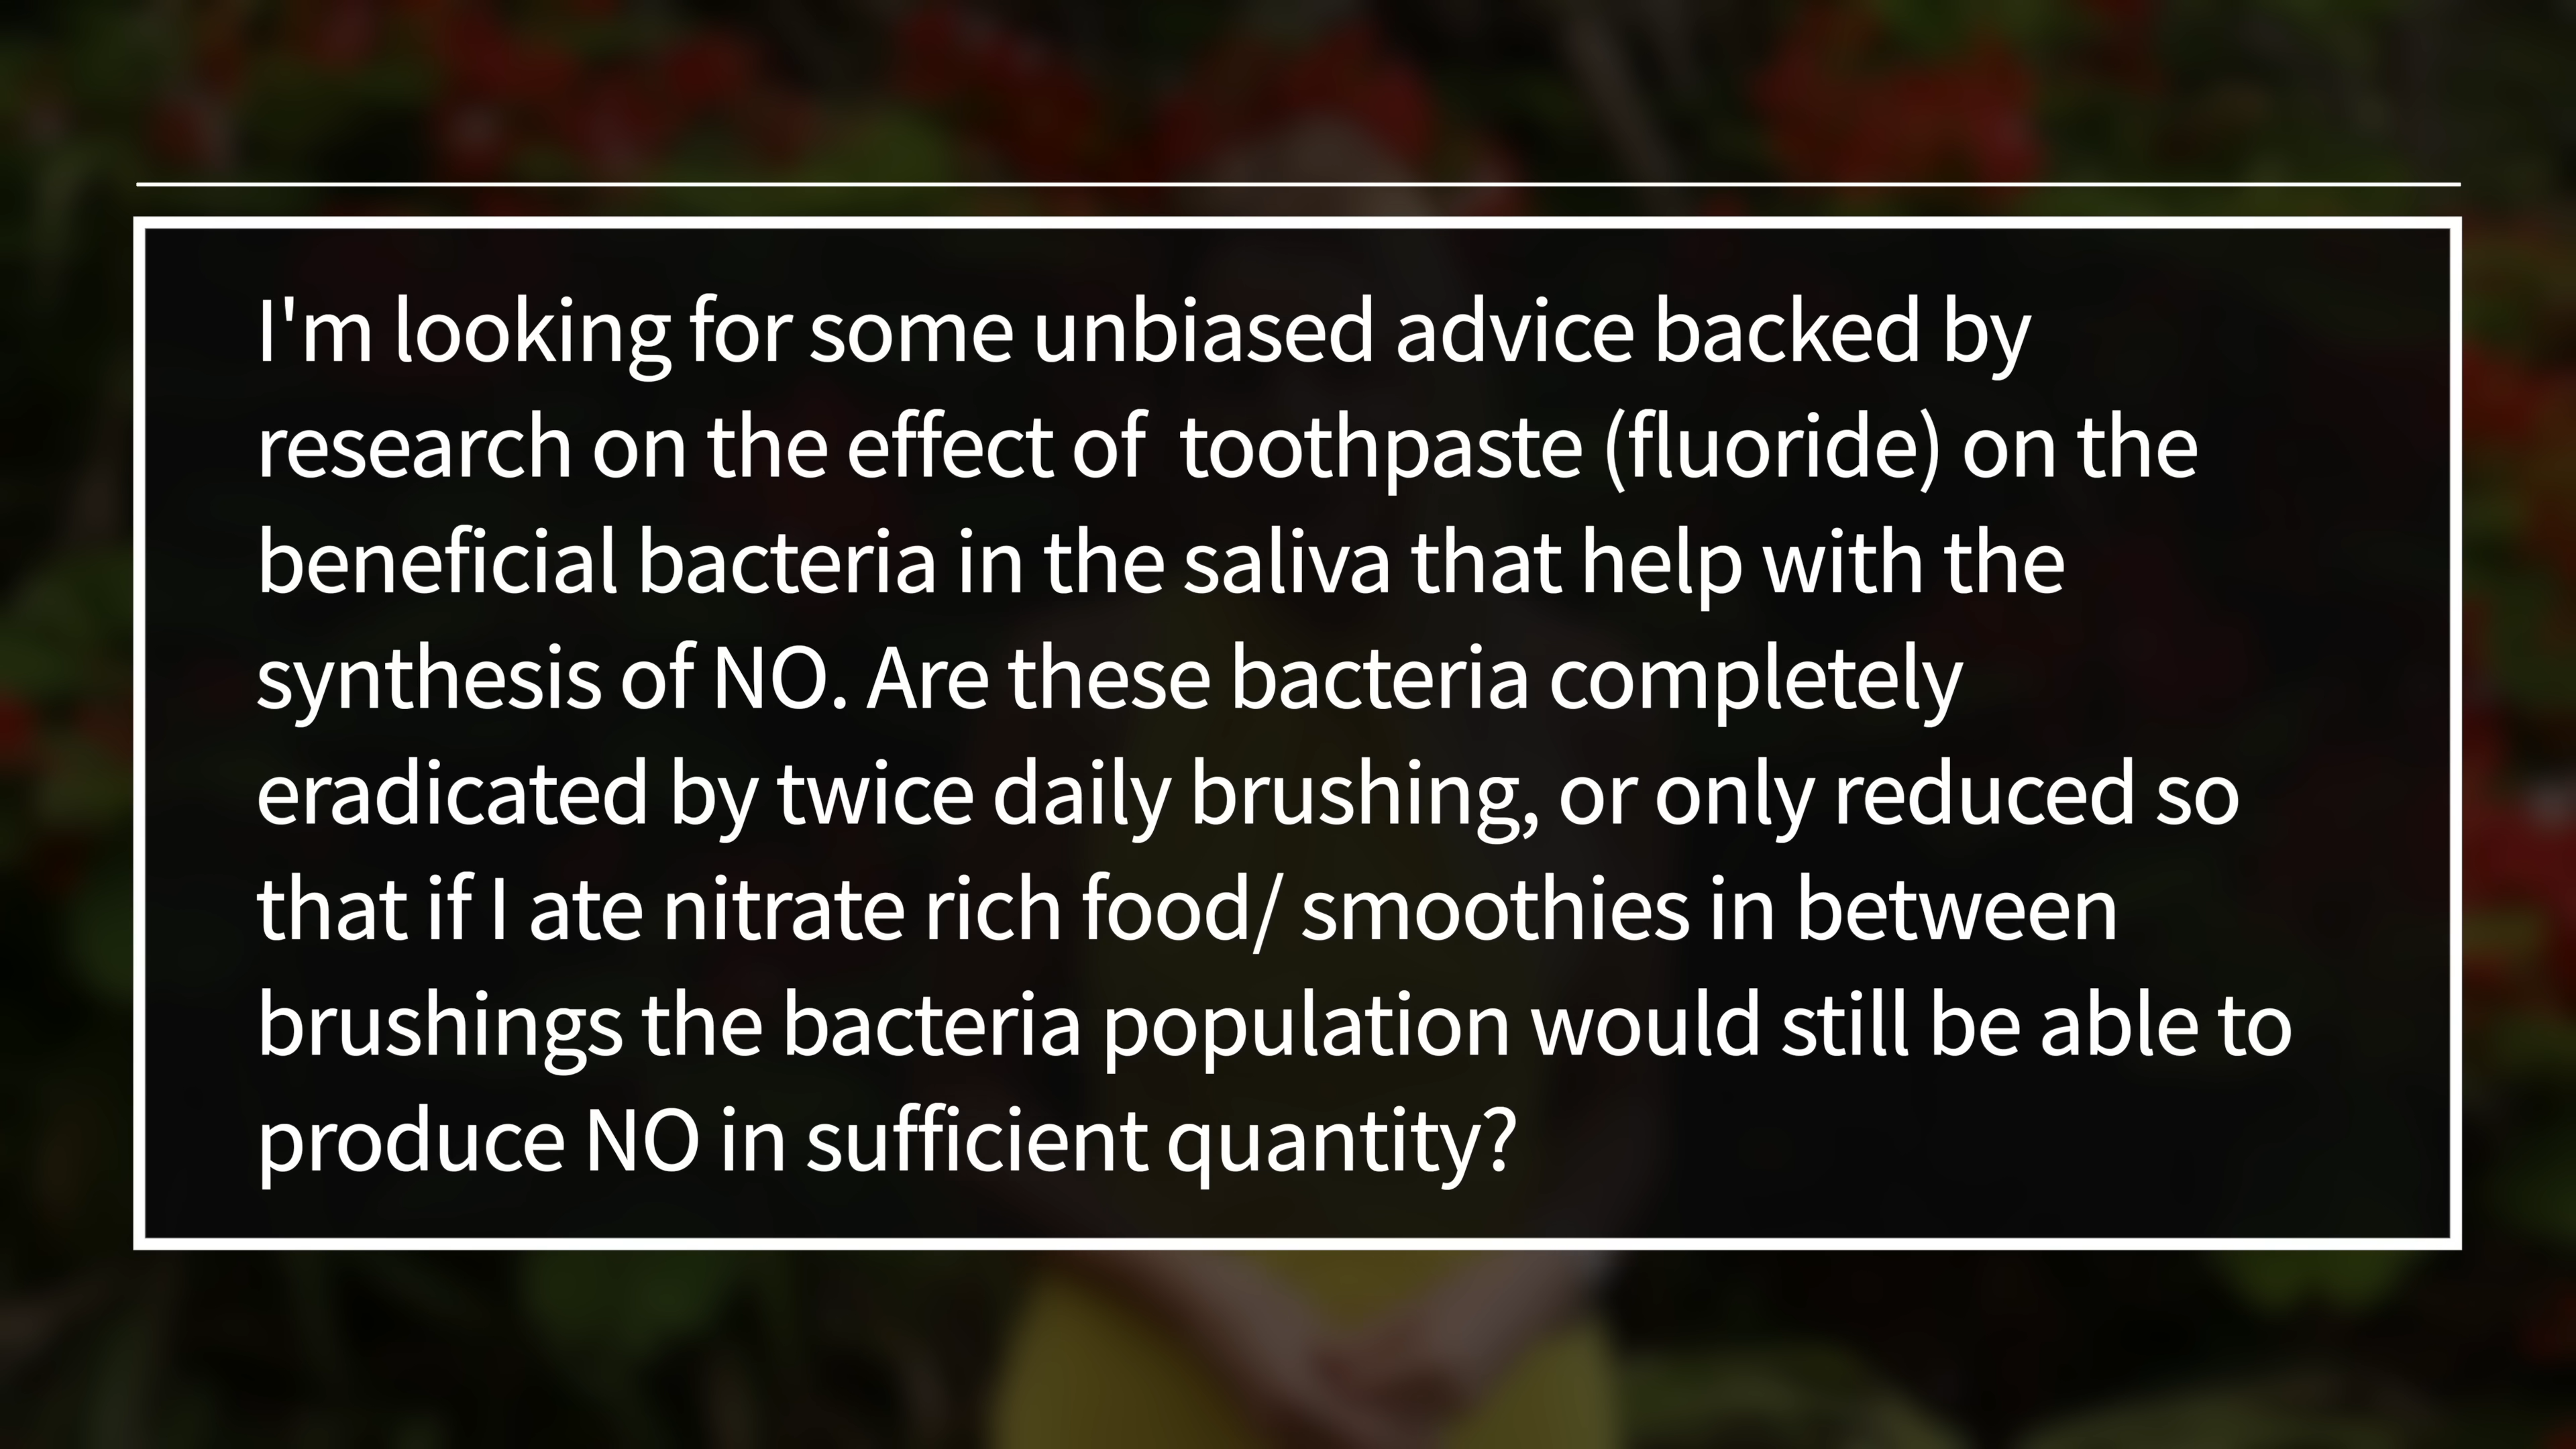 I'm looking for some unbiased advice backed by
research on the effect of  toothpaste (fluoride) on the
beneficial bacteria in the saliva that help with the
synthesis of NO. Are these bacteria completely
eradicated by twice daily brushing, or only reduced so
that if I ate nitrate rich food/ smoothies in between
brushings the bacteria population would still be able to
produce NO in sufficient quantity?